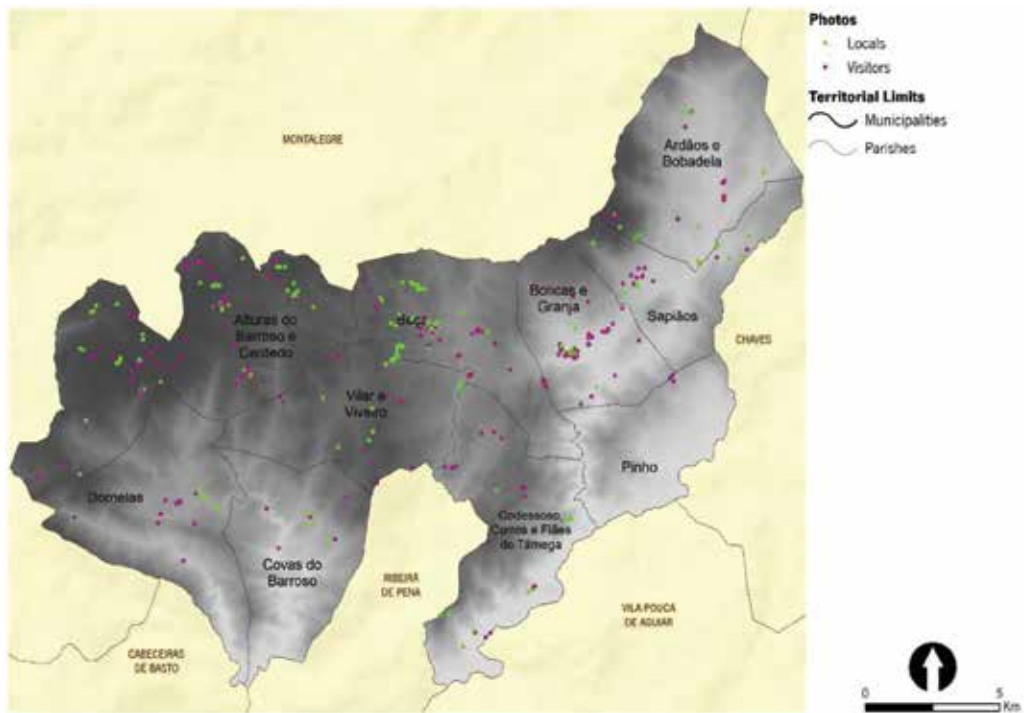 Photos
Locals
Visitors
Territorial Limits
Municipalities
Parishes
MONTALEGRE
Ardãos e
Bobadela
Alturas do
Barroso e
Cerdedo
Vilar e
Viveiro
Granja
Sapiãos
CHAVES
Pinho
Dornelas
Covas do
Barroso
Codessoso,
Curros e Fiães
do Tâmega
RIBEIRA
DE PENA
VILA POUCA
DE AGUIAR
CABECEIRAS
DE BASTO
0 5
Km